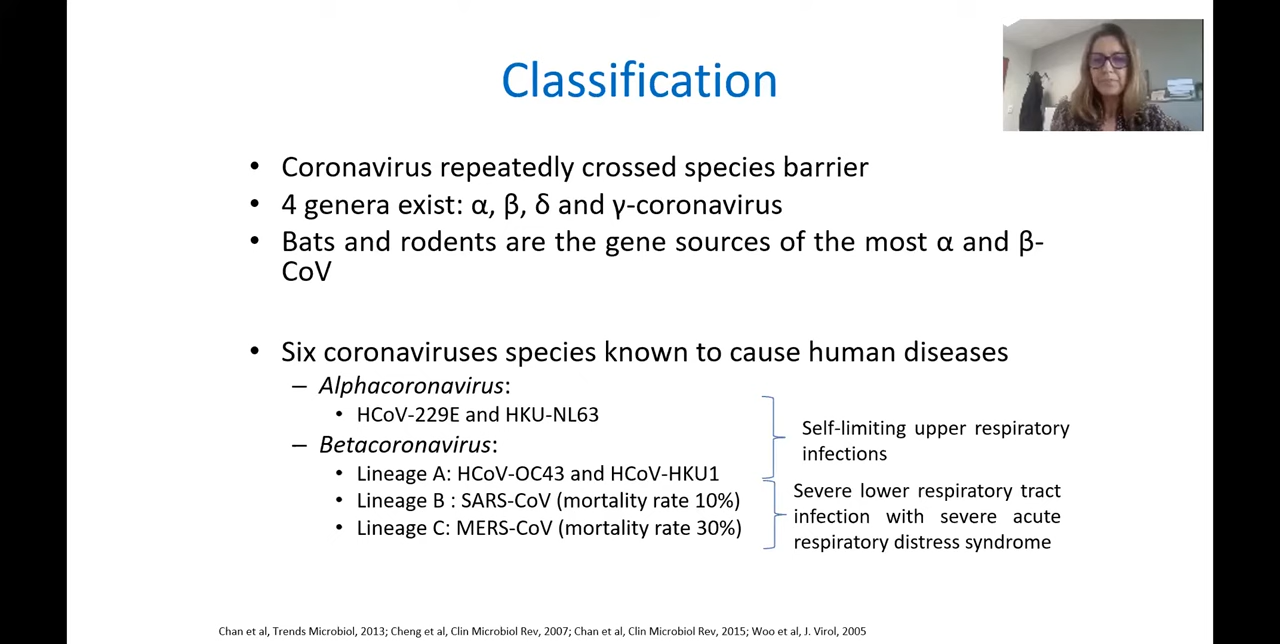 Classification
• Coronavirus repeatedly crossed species barrier
• 4 genera exist: α, β, δ and γ-coronavirus
• Bats and rodents are the gene sources of the most α and β-
CoV
• Six coronaviruses species known to cause human diseases
– Alphacoronavirus:
• HCoV-229E and HKU-NL63
– Betacoronavirus:
• Lineage A: HCoV-OC43 and HCoV-HKU1
• Lineage B : SARS-CoV (mortality rate 10%)
• Lineage C: MERS-CoV (mortality rate 30%)
Self-limiting upper respiratory
infections
Severe lower respiratory tract
infection with severe acute
respiratory distress syndrome
Chan et al, Trends Microbiol, 2013; Cheng et al, Clin Microbiol Rev, 2007; Chan et al, Clin Microbiol Rev, 2015; Woo et al, J. Virol, 2005